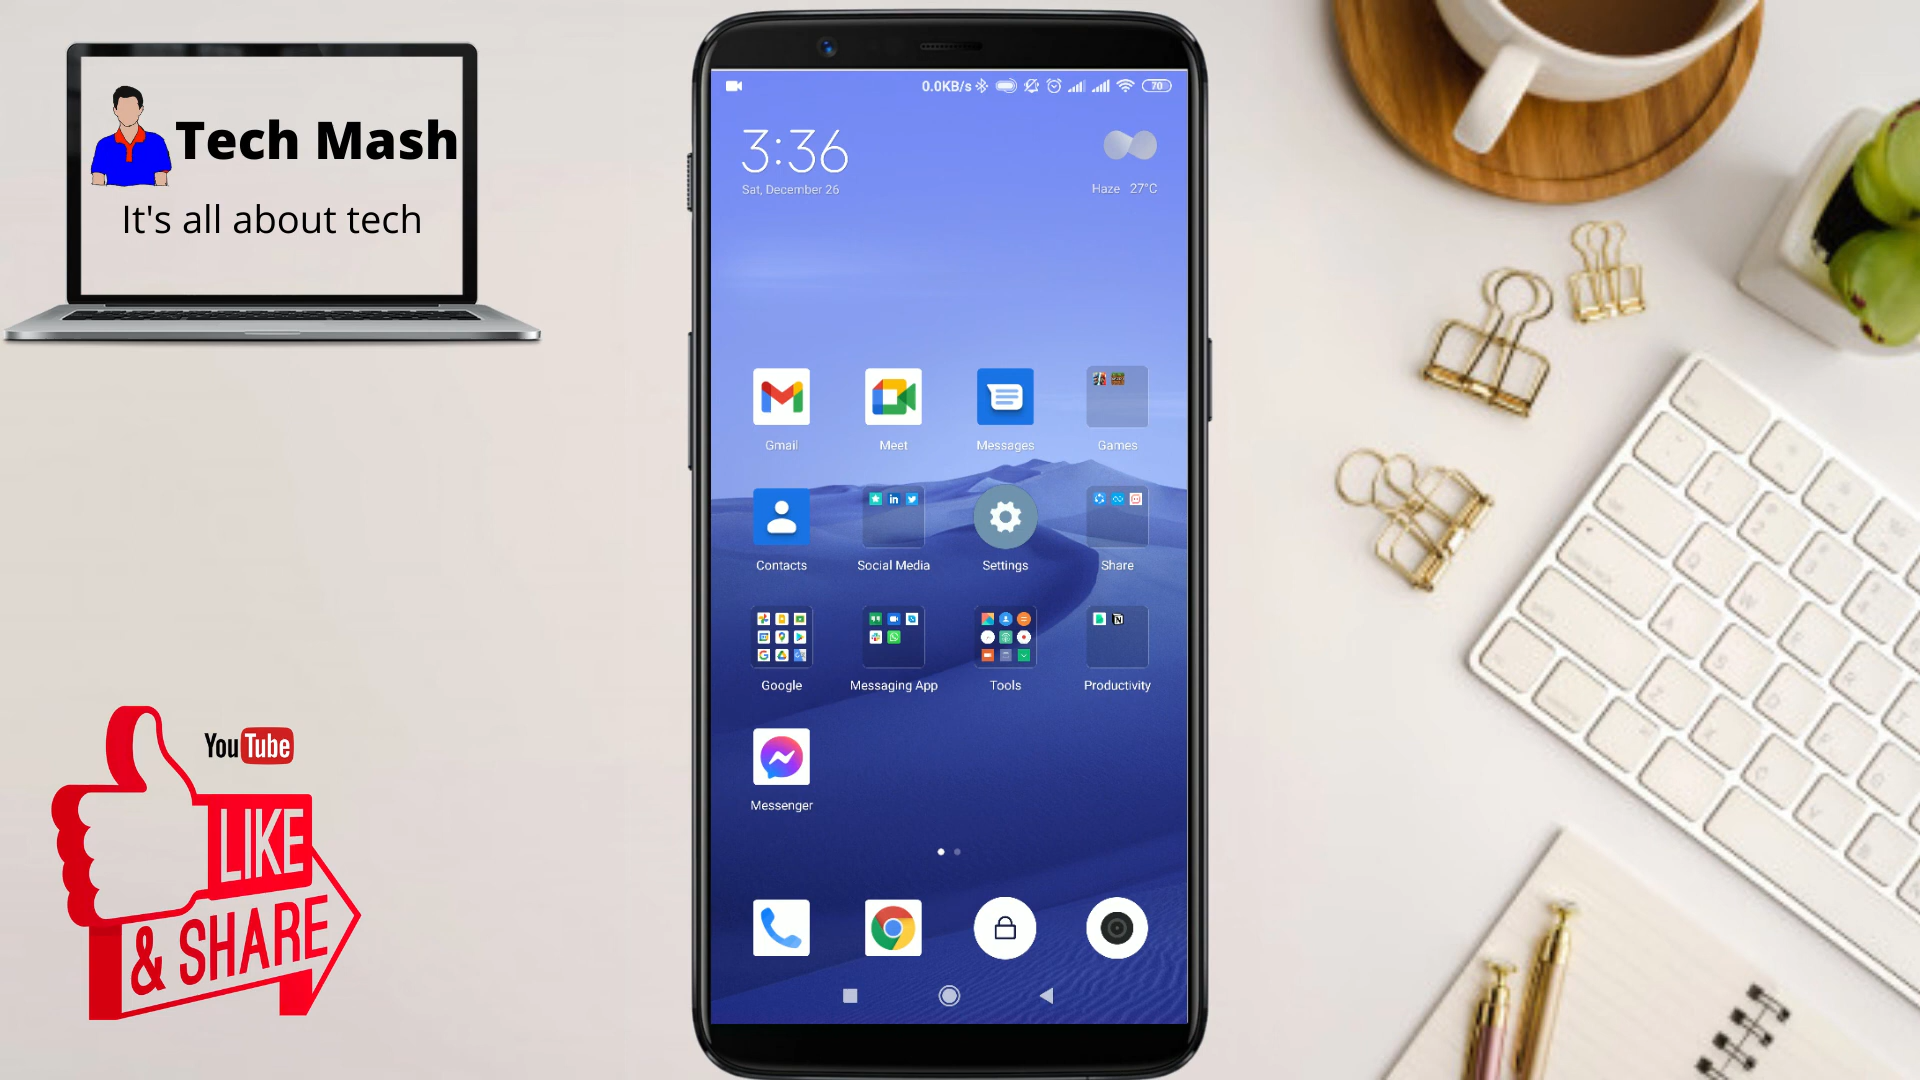 Tech Mash
It's all about tech
YouTube
LIKE
& SHARE
0.0KB/s
70
3:36
Sat, December 26
Haze 27°C
Gmail
Meet
Messages
Games
Contacts
Social Media
Settings
Share
Google
Messaging App
Tools
Productivity
Messenger